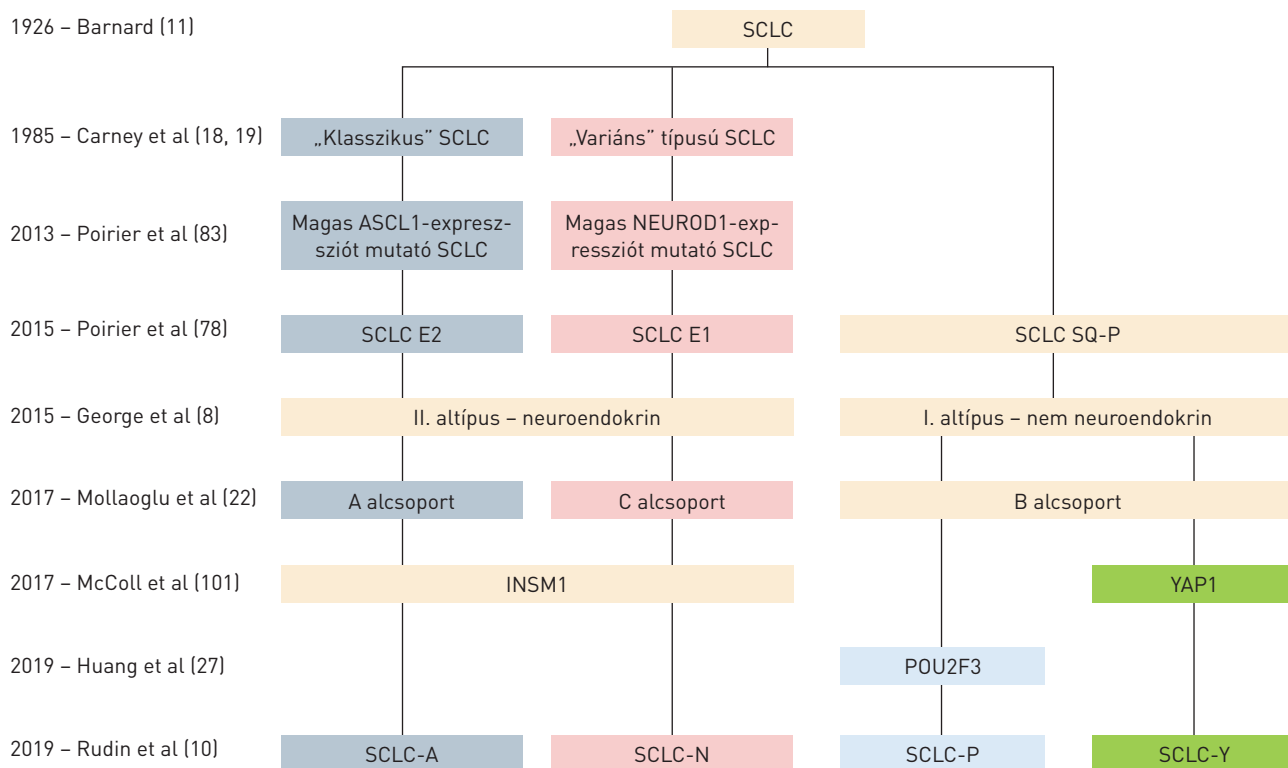 1926 – Barnard (11)
SCLC
1985 – Carney et al (18, 19)
„Klasszikus” SCLC
„Variáns” típusú SCLC
2013 – Poirier et al (83)
Magas ASCL1-expresz-
sziót mutató SCLC
Magas NEUROD1-exp-
ressziót mutató SCLC
2015 – Poirier et al (78)
SCLC E2
SCLC E1
SCLC SQ-P
2015 – George et al (8)
II. altípus – neuroendokrin
I. altípus – nem neuroendokrin
2017 – Mollaoglu et al (22)
A alcsoport
C alcsoport
B alcsoport
2017 – McColl et al (101)
INSM1
YAP1
2019 – Huang et al (27)
POU2F3
2019 – Rudin et al (10)
SCLC-A
SCLC-N
SCLC-P
SCLC-Y